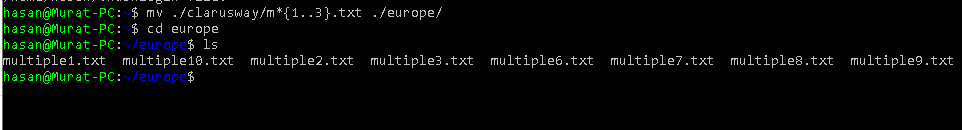 hasan@Murat-PC:~$ mv ./clarusway/m*{1..3}.txt ./europe/
hasan@Murat-PC:~$ cd europe
hasan@Murat-PC:~/europe$ ls
multiple1.txt multiple10.txt multiple2.txt multiple3.txt multiple6.txt multiple7.txt multiple8.txt multiple9.txt
hasan@Murat-PC:~/europe$